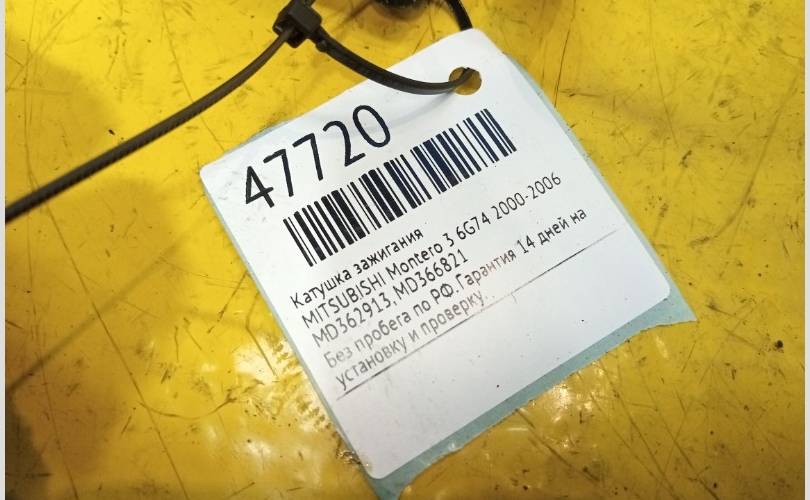 47720
Катушка зажигания
MITSUBISHI Montero 3 6G74 2000-2006
MD362913,MD366821
Без пробега по РФ.Гарантия 14 дней на
установку и проверку.